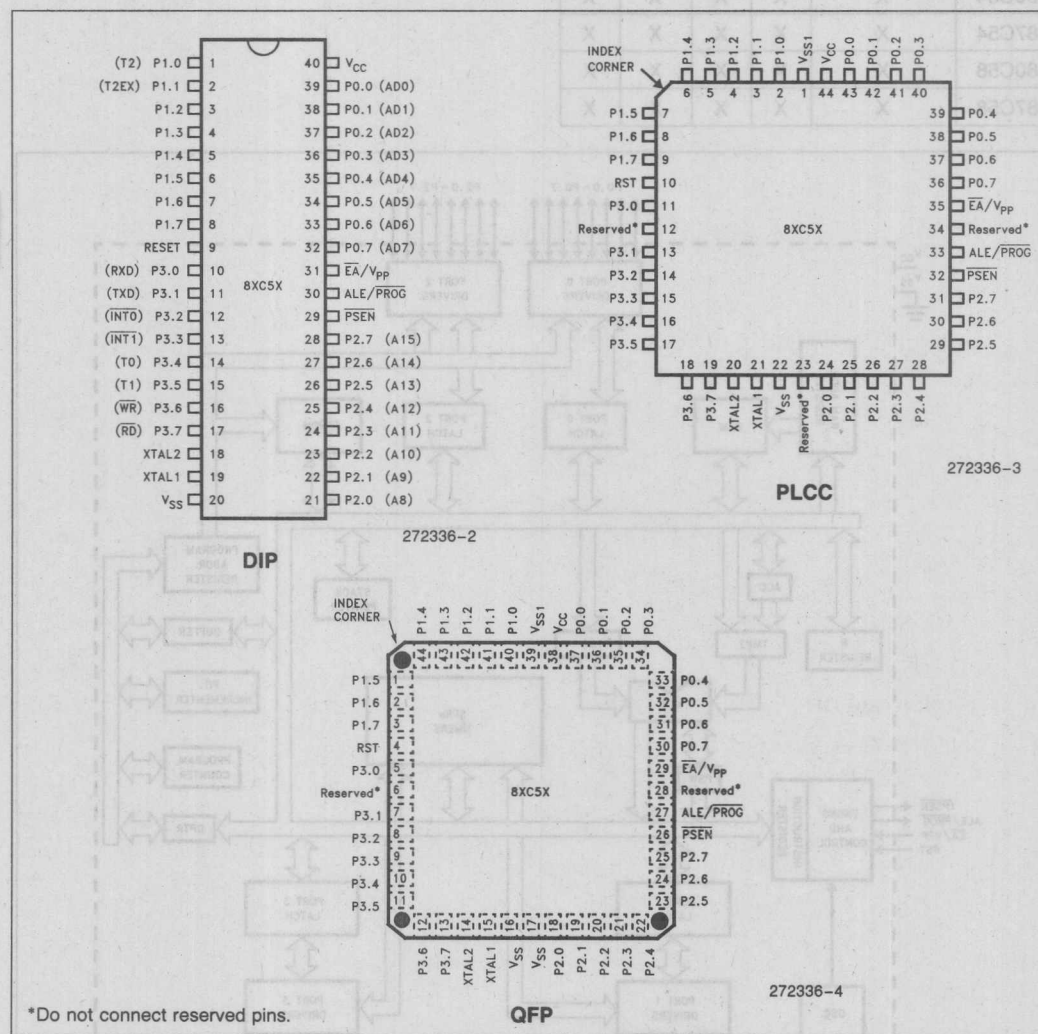 87C54 X X X X X
80C58 X X X X
(T2) P1.0 1 40 VCC
(T2EX) P1.1 2 39 P0.0 (AD0)
P1.2 3 38 P0.1 (AD1)
P1.3 4 37 P0.2 (AD2)
P1.4 5 36 P0.3 (AD3)
P1.5 6 35 P0.4 (AD4)
P1.6 7 34 P0.5 (AD5)
P1.7 8 33 P0.6 (AD6)
RESET 9 32 P0.7 (AD7)
(RXD) P3.0 10 31 E̅A̅/VPP
8XC5X
(TXD) P3.1 11 30 ALE/P̅R̅O̅G̅
(I̅N̅T̅0̅) P3.2 12 29 P̅S̅E̅N̅
(I̅N̅T̅1̅) P3.3 13 28 P2.7 (A15)
(T0) P3.4 14 27 P2.6 (A14)
(T1) P3.5 15 26 P2.5 (A13)
(W̅R̅) P3.6 16 25 P2.4 (A12)
(R̅D̅) P3.7 17 24 P2.3 (A11)
XTAL2 18 23 P2.2 (A10)
XTAL1 19 22 P2.1 (A9)
VSS 20 21 P2.0 (A8)
272336-2
DIP
INDEX
CORNER
P1.4 P1.3 P1.2 P1.1 P1.0 VSS1 VCC P0.0 P0.1 P0.2 P0.3
6 5 4 3 2 1 44 43 42 41 40
P1.5 7 39 P0.4
P1.6 8 38 P0.5
P1.7 9 37 P0.6
RST 10 36 P0.7
P3.0 11 35 E̅A̅/VPP
Reserved* 12 8XC5X 34 Reserved*
P3.1 13 33 ALE/P̅R̅O̅G̅
P3.2 14 32 P̅S̅E̅N̅
P3.3 15 31 P2.7
P3.4 16 30 P2.6
P3.5 17 29 P2.5
18 19 20 21 22 23 24 25 26 27 28
P3.6 P3.7 XTAL2 XTAL1 VSS Reserved* P2.0 P2.1 P2.2 P2.3 P2.4
272336-3
PLCC
INDEX
CORNER
P1.4 P1.3 P1.2 P1.1 P1.0 VSS1 VCC P0.0 P0.1 P0.2 P0.3
44 43 42 41 40 39 38 37 36 35 34
P1.5 1 33 P0.4
P1.6 2 32 P0.5
P1.7 3 31 P0.6
RST 4 30 P0.7
P3.0 5 29 E̅A̅/VPP
Reserved* 6 8XC5X 28 Reserved*
P3.1 7 27 ALE/P̅R̅O̅G̅
P3.2 8 26 P̅S̅E̅N̅
P3.3 9 25 P2.7
P3.4 10 24 P2.6
P3.5 11 23 P2.5
12 13 14 15 16 17 18 19 20 21 22
P3.6 P3.7 XTAL2 XTAL1 VSS VSS P2.0 P2.1 P2.2 P2.3 P2.4
272336-4
*Do not connect reserved pins.
QFP